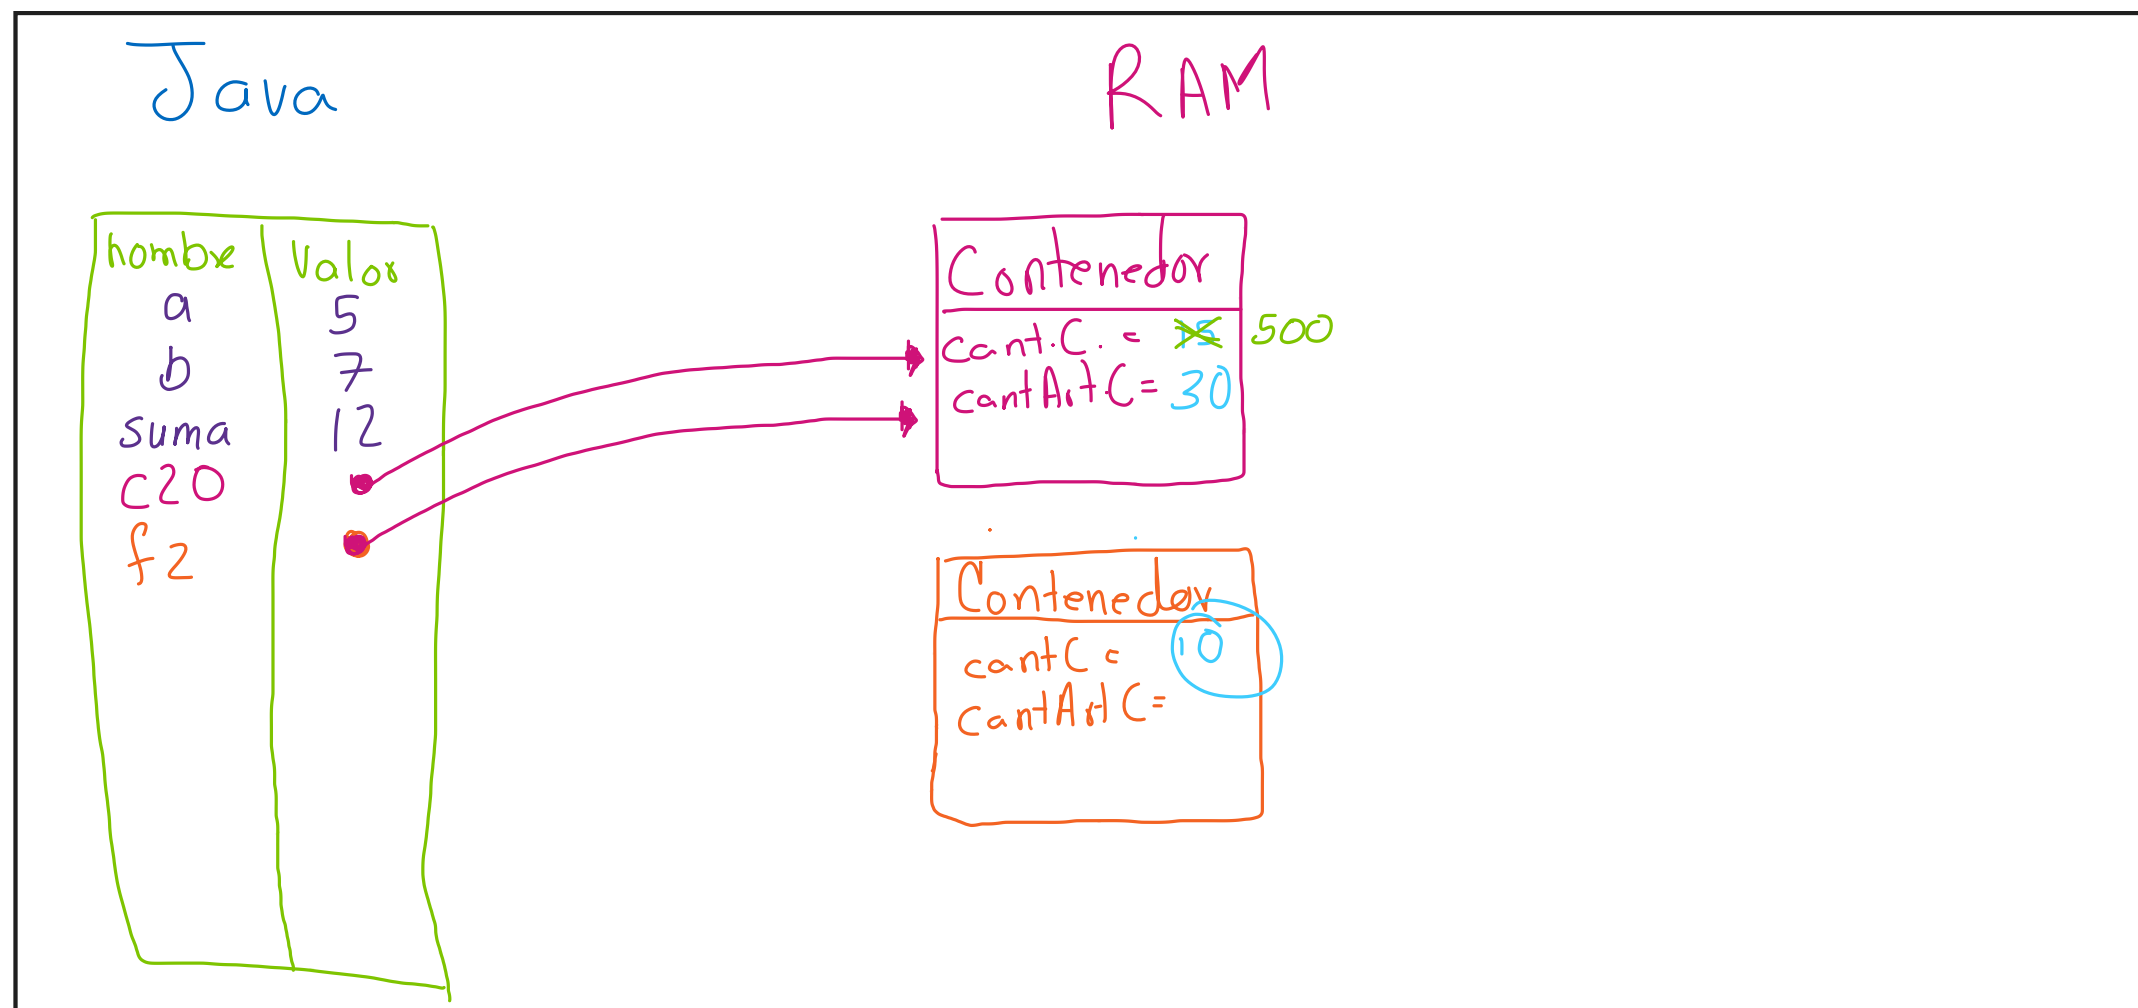 Java
RAM
nombre Valor
a 5
b 7
suma 12
c20
f2
Contenedor
cant.C. = 15 500
cantArtC= 30
Contenedor
cantC = 10
cantArtC=